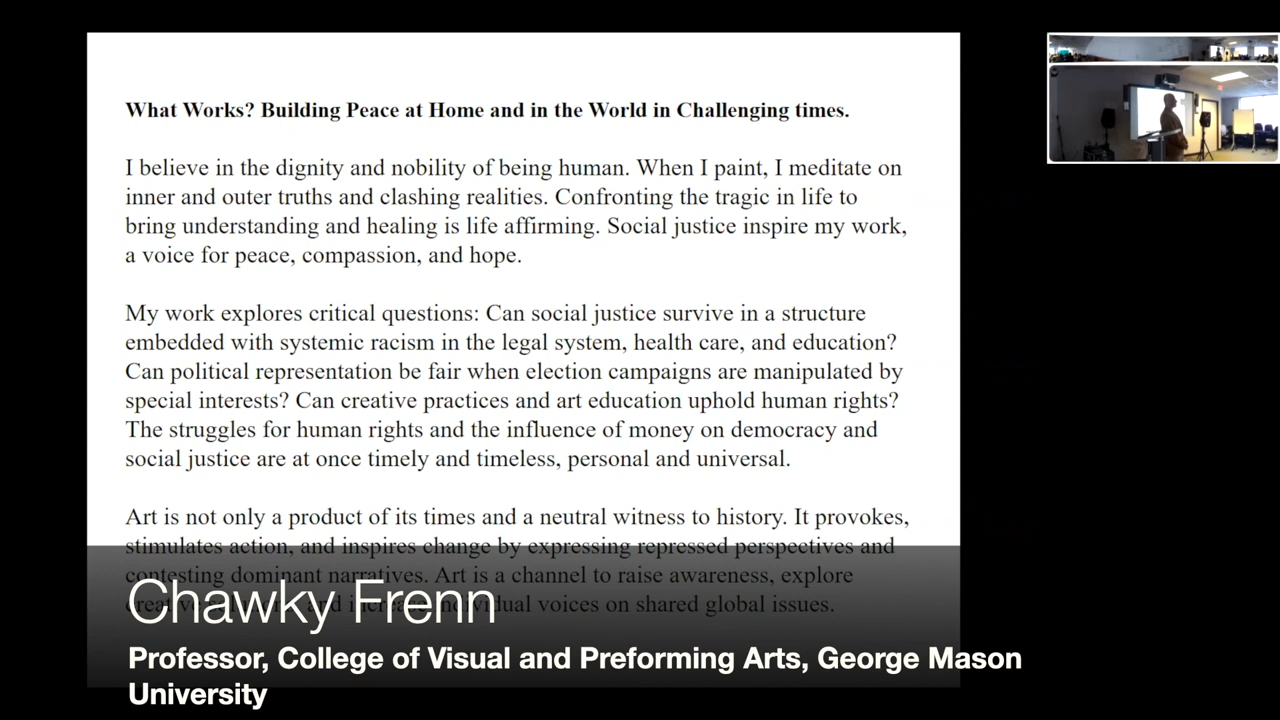 What Works? Building Peace at Home and in the World in Challenging times.
I believe in the dignity and nobility of being human. When I paint, I meditate on
inner and outer truths and clashing realities. Confronting the tragic in life to
bring understanding and healing is life affirming. Social justice inspire my work,
a voice for peace, compassion, and hope.
My work explores critical questions: Can social justice survive in a structure
embedded with systemic racism in the legal system, health care, and education?
Can political representation be fair when election campaigns are manipulated by
special interests? Can creative practices and art education uphold human rights?
The struggles for human rights and the influence of money on democracy and
social justice are at once timely and timeless, personal and universal.
Art is not only a product of its times and a neutral witness to history. It provokes,
stimulates action, and inspires change by expressing repressed perspectives and
contesting dominant narratives. Art is a channel to raise awareness, explore
individual voices on shared global issues.
Chawky Frenn
Professor, College of Visual and Preforming Arts, George Mason
University